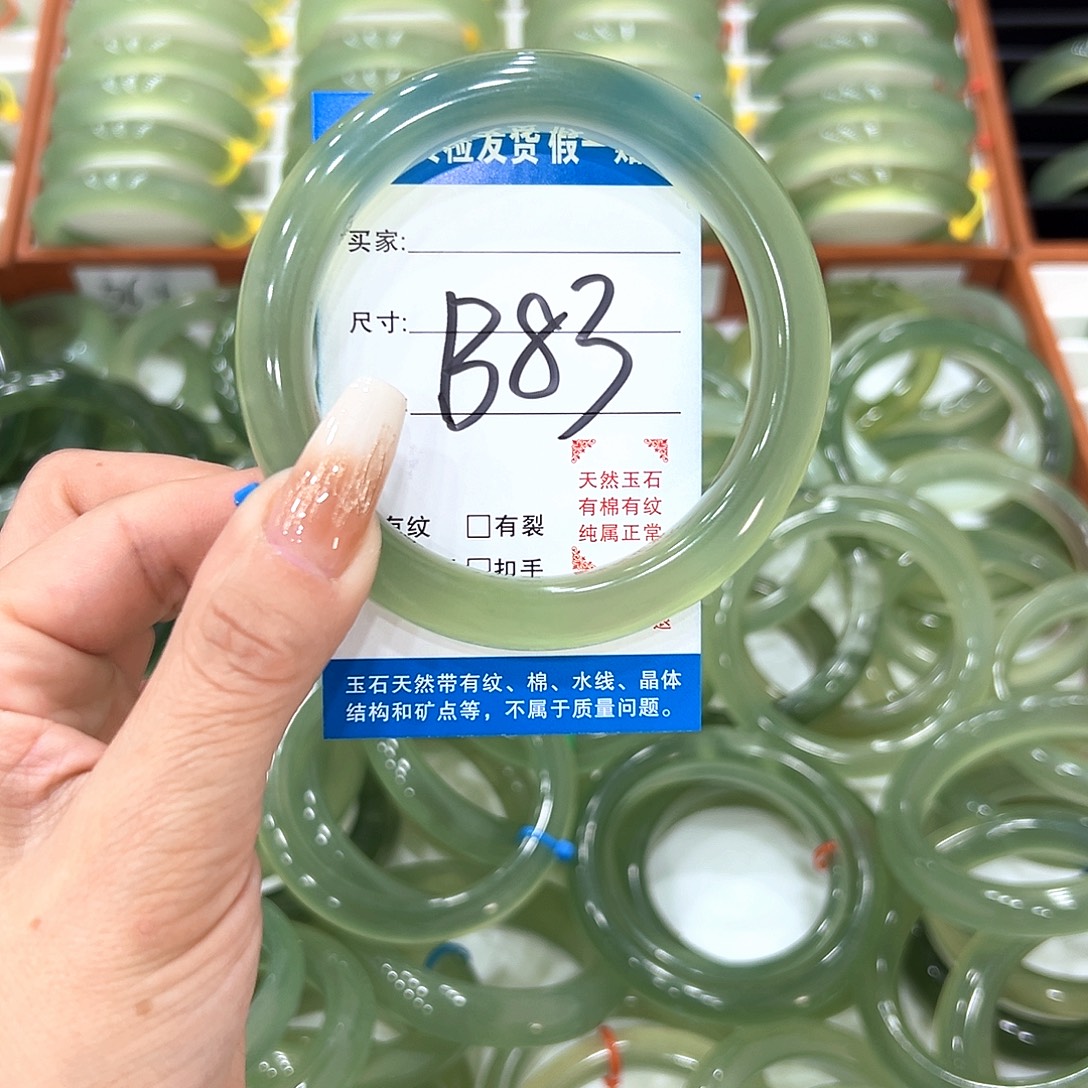 检发货 假一
买家:
尺寸:
B83
有纹 □有裂
□扣手
天然玉石
有棉有纹
纯属正常
玉石天然带有纹、棉、水线、晶体
结构和矿点等，不属于质量问题。